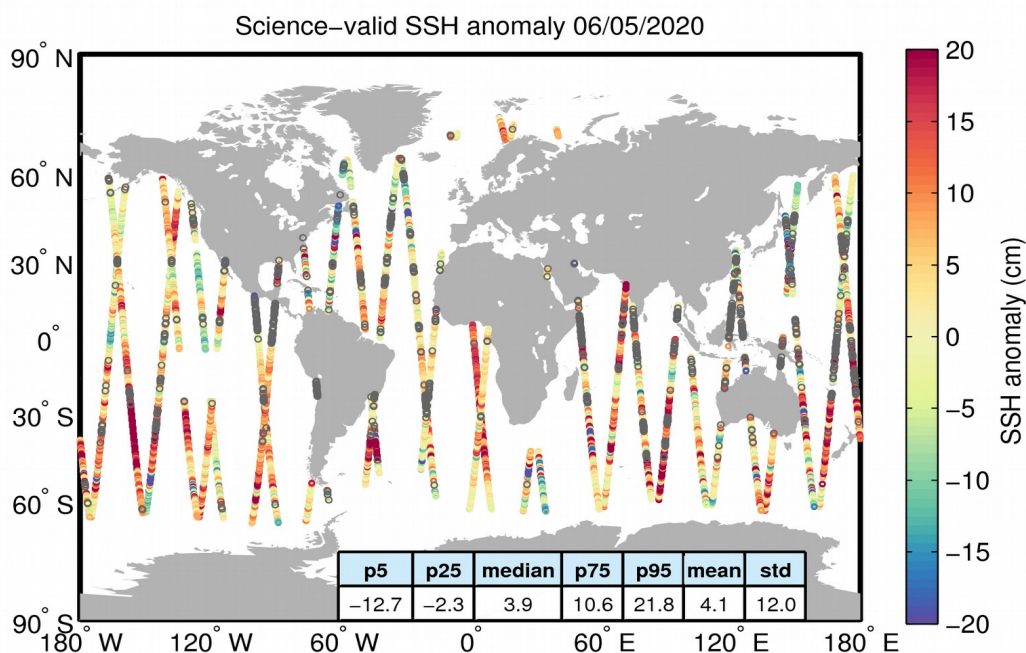 Science−valid SSH anomaly 06/05/2020
90° N
60° N
30° N
0°
30° S
60° S
90° S
180° W
120° W
60° W
0°
60° E
120° E
180° E
p5 p25 median p75 p95 mean std
−12.7 −2.3 3.9 10.6 21.8 4.1 12.0
20
15
10
5
0
−5
−10
−15
−20
SSH anomaly (cm)